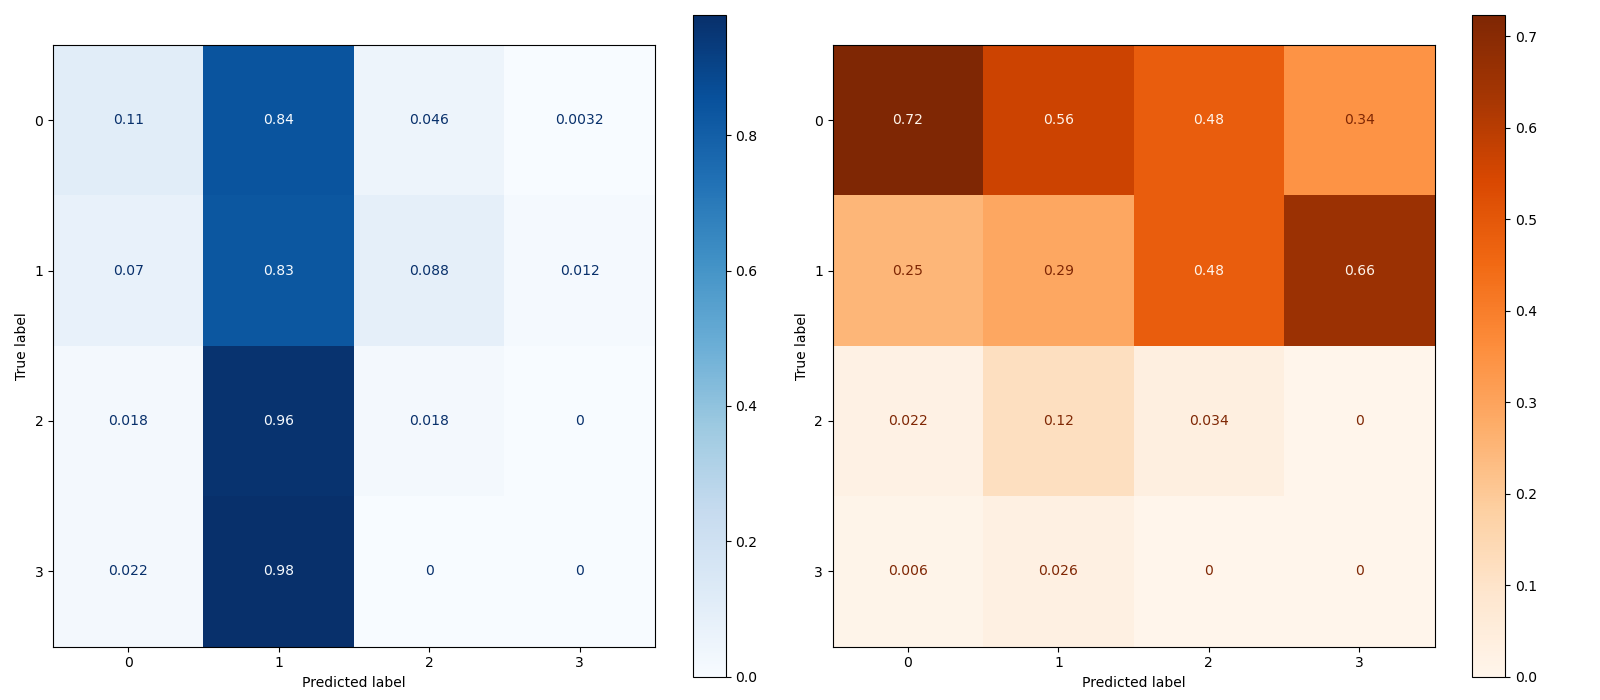 0 0.11 0.84 0.046 0.0032
1 0.07 0.83 0.088 0.012
2 0.018 0.96 0.018 0
3 0.022 0.98 0 0
0 1 2 3
Predicted label
True label
0.8
0.6
0.4
0.2
0.0
0 0.72 0.56 0.48 0.34
1 0.25 0.29 0.48 0.66
2 0.022 0.12 0.034 0
3 0.006 0.026 0 0
0 1 2 3
Predicted label
True label
0.7
0.6
0.5
0.4
0.3
0.2
0.1
0.0